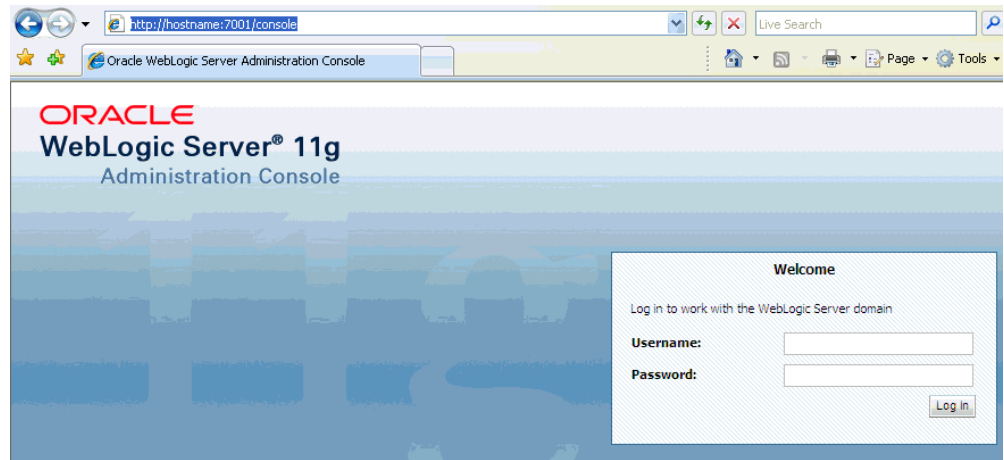 http://hostname:7001/console
Live Search
Oracle WebLogic Server Administration Console
Page
Tools
ORACLE
WebLogic Server® 11g
Administration Console
Welcome
Log in to work with the WebLogic Server domain
Username:
Password:
Log In